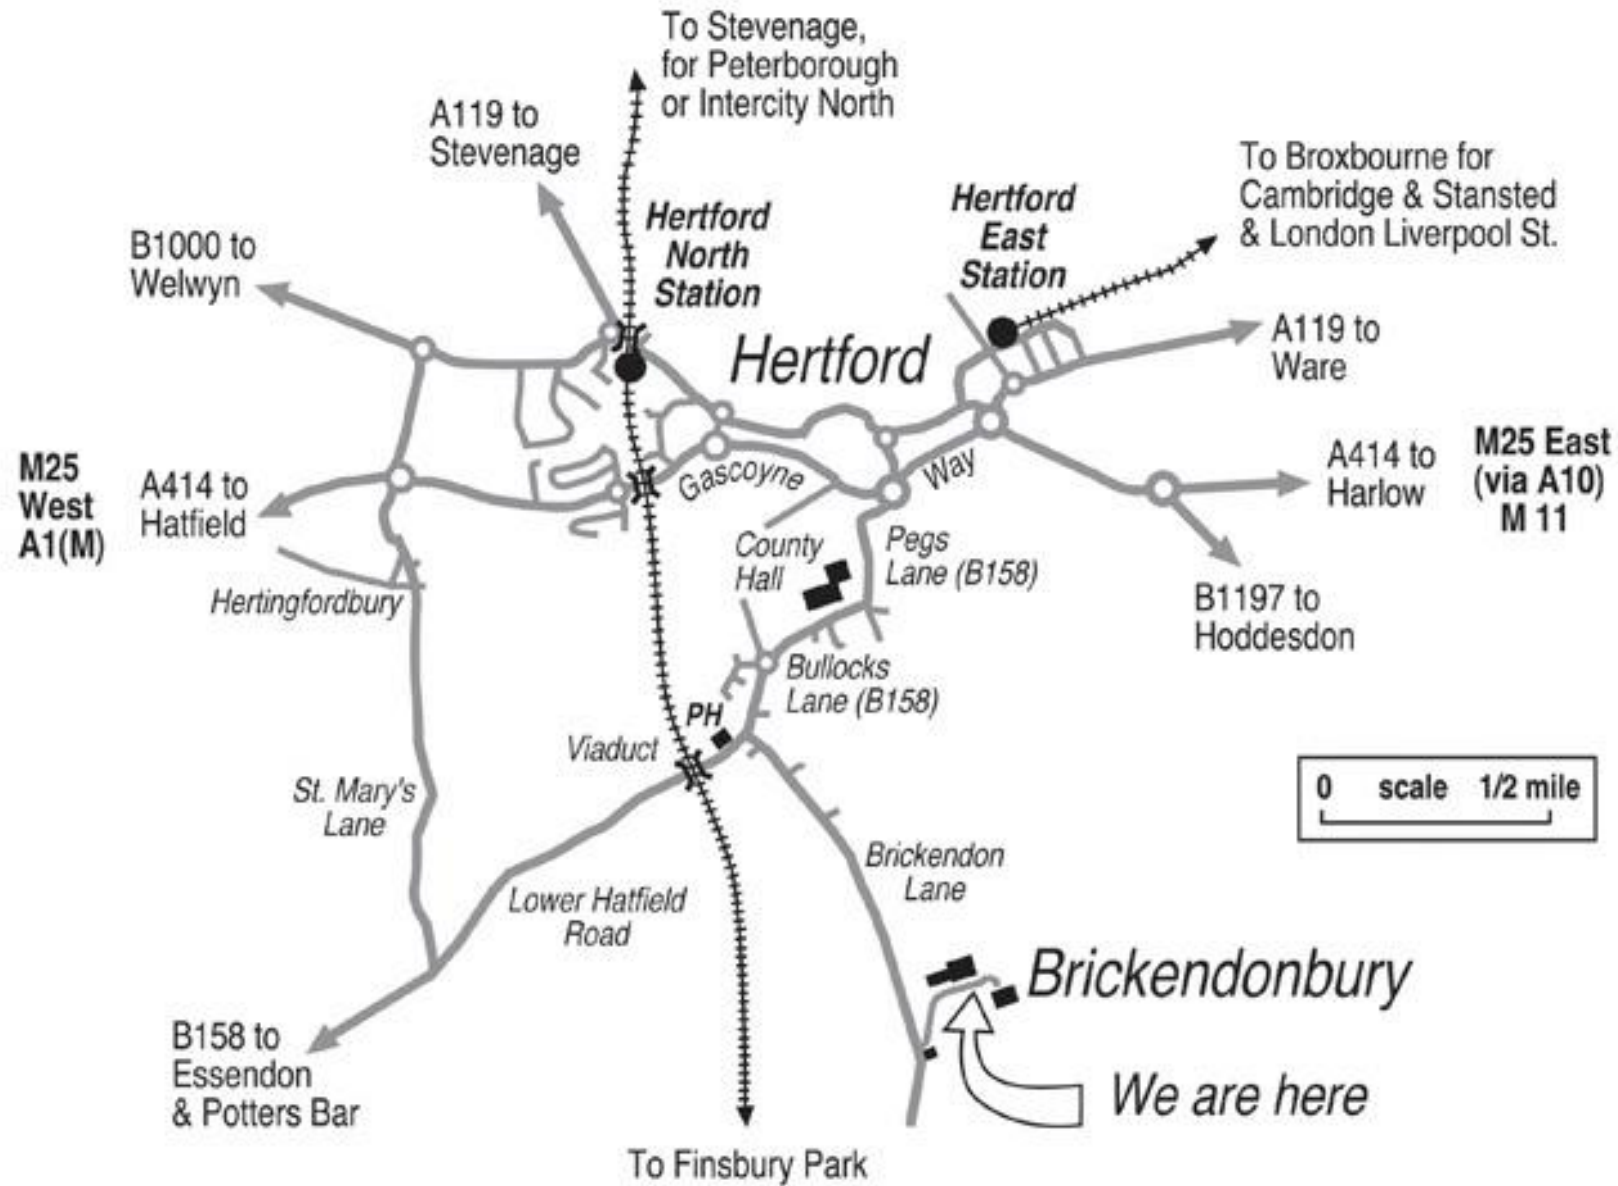 To Stevenage,
for Peterborough
or Intercity North
A119 to
Stevenage
To Broxbourne for
Cambridge & Stansted
& London Liverpool St.
Hertford
North
Station
Hertford
East
Station
B1000 to
Welwyn
Hertford
A119 to
Ware
M25
West
A1(M)
A414 to
Hatfield
Gascoyne
Way
A414 to
Harlow
M25 East
(via A10)
M 11
County
Hall
Pegs
Lane (B158)
Hertingfordbury
B1197 to
Hoddesdon
Bullocks
Lane (B158)
PH
Viaduct
St. Mary's
Lane
0 scale 1/2 mile
Brickendon
Lane
Lower Hatfield
Road
Brickendonbury
B158 to
Essendon
& Potters Bar
We are here
To Finsbury Park